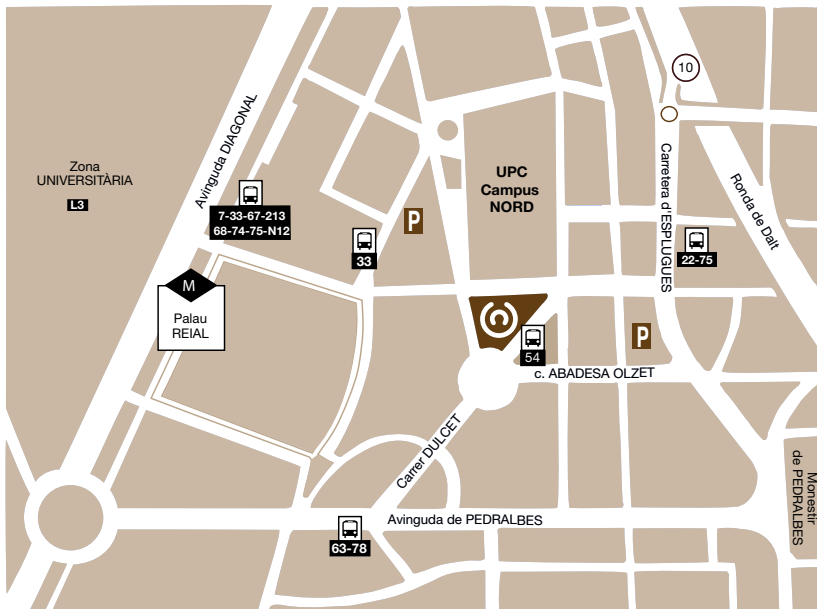 10
Avinguda DIAGONAL
Zona
UNIVERSITÀRIA
L3
UPC
Campus
NORD
Carretera d'ESPLUGUES
Ronda de Dalt
7-33-67-213
68-74-75-N12
P
33
22-75
M
Palau
REIAL
P
54
c. ABADESA OLZET
Carrer DULCET
Avinguda de PEDRALBES
63-78
Monestir
de PEDRALBES